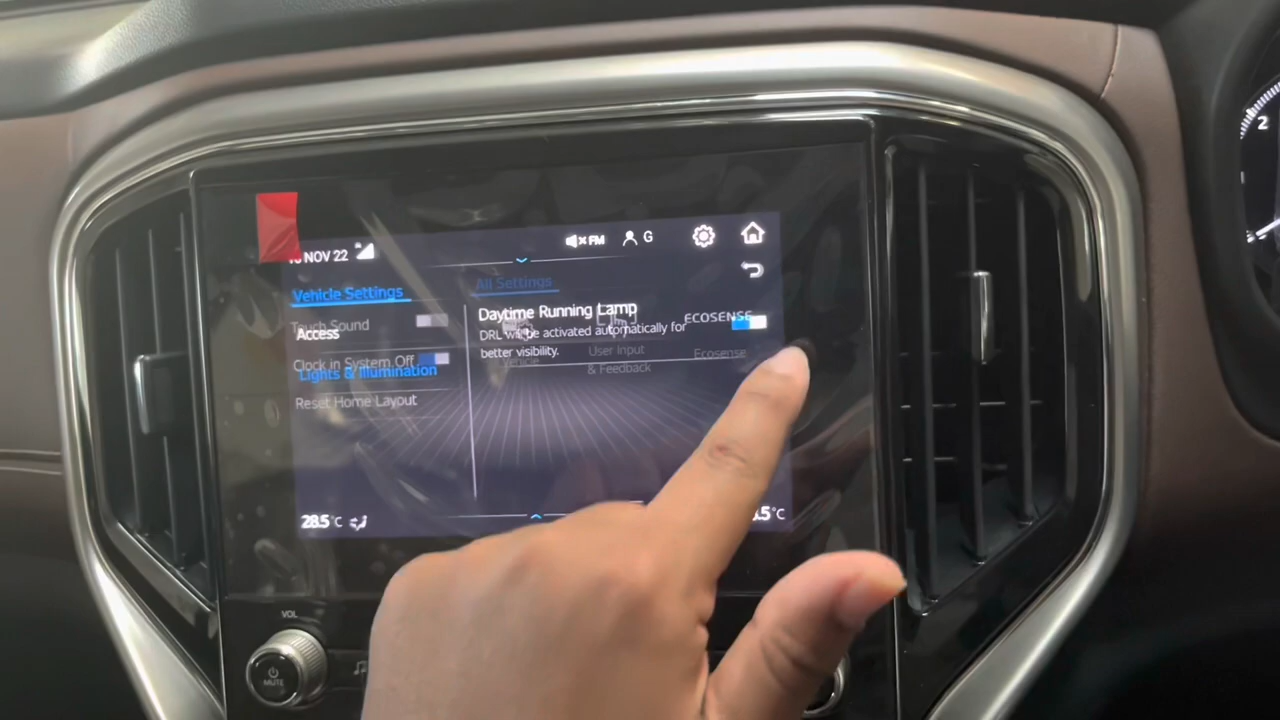 NOV 22
FM
G
Vehicle Settings
All Settings
Touch Sound
Access
Daytime Running Lamp
ECOSENSE
DRL will be activated automatically for
better visibility.
Clock in System Off
Lights & Illumination
Vehicle
User Input
& Feedback
Ecosense
Reset Home Layout
28.5°C
.5°C
VOL
MUTE
2